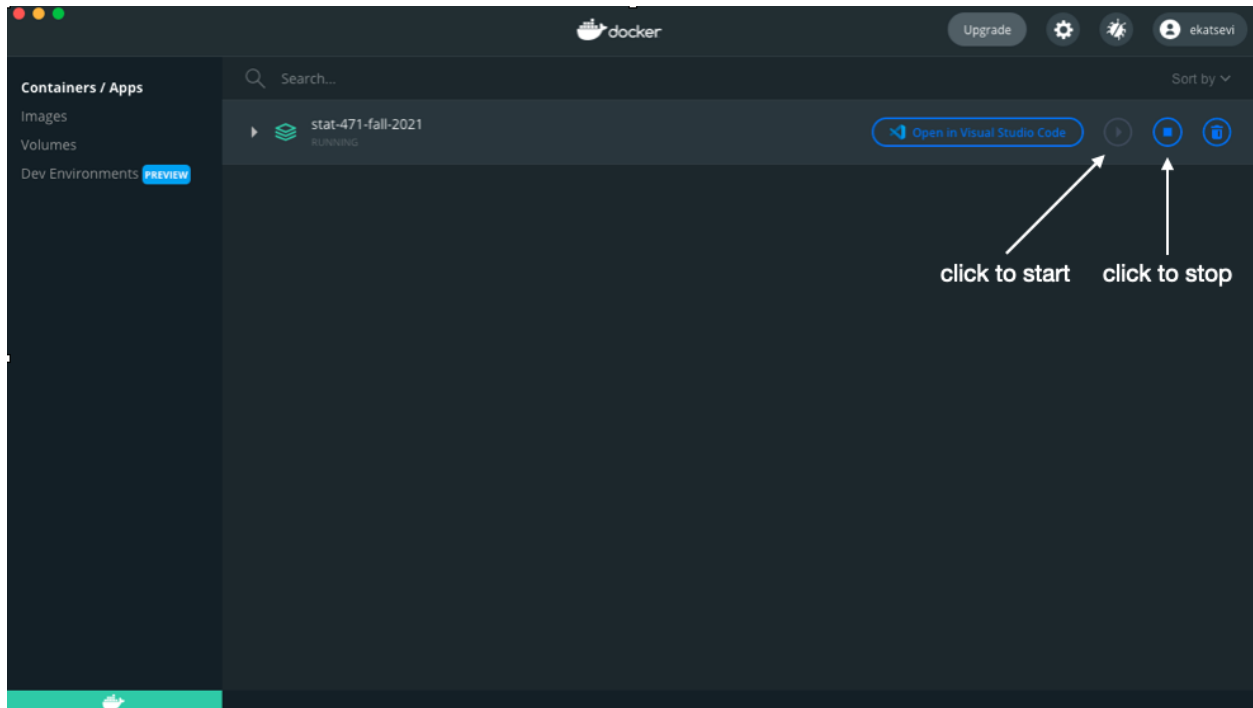 docker
Upgrade
ekatsevi
Containers / Apps
Images
Volumes
Dev Environments PREVIEW
Search...
Sort by
stat-471-fall-2021
RUNNING
Open in Visual Studio Code
click to start
click to stop